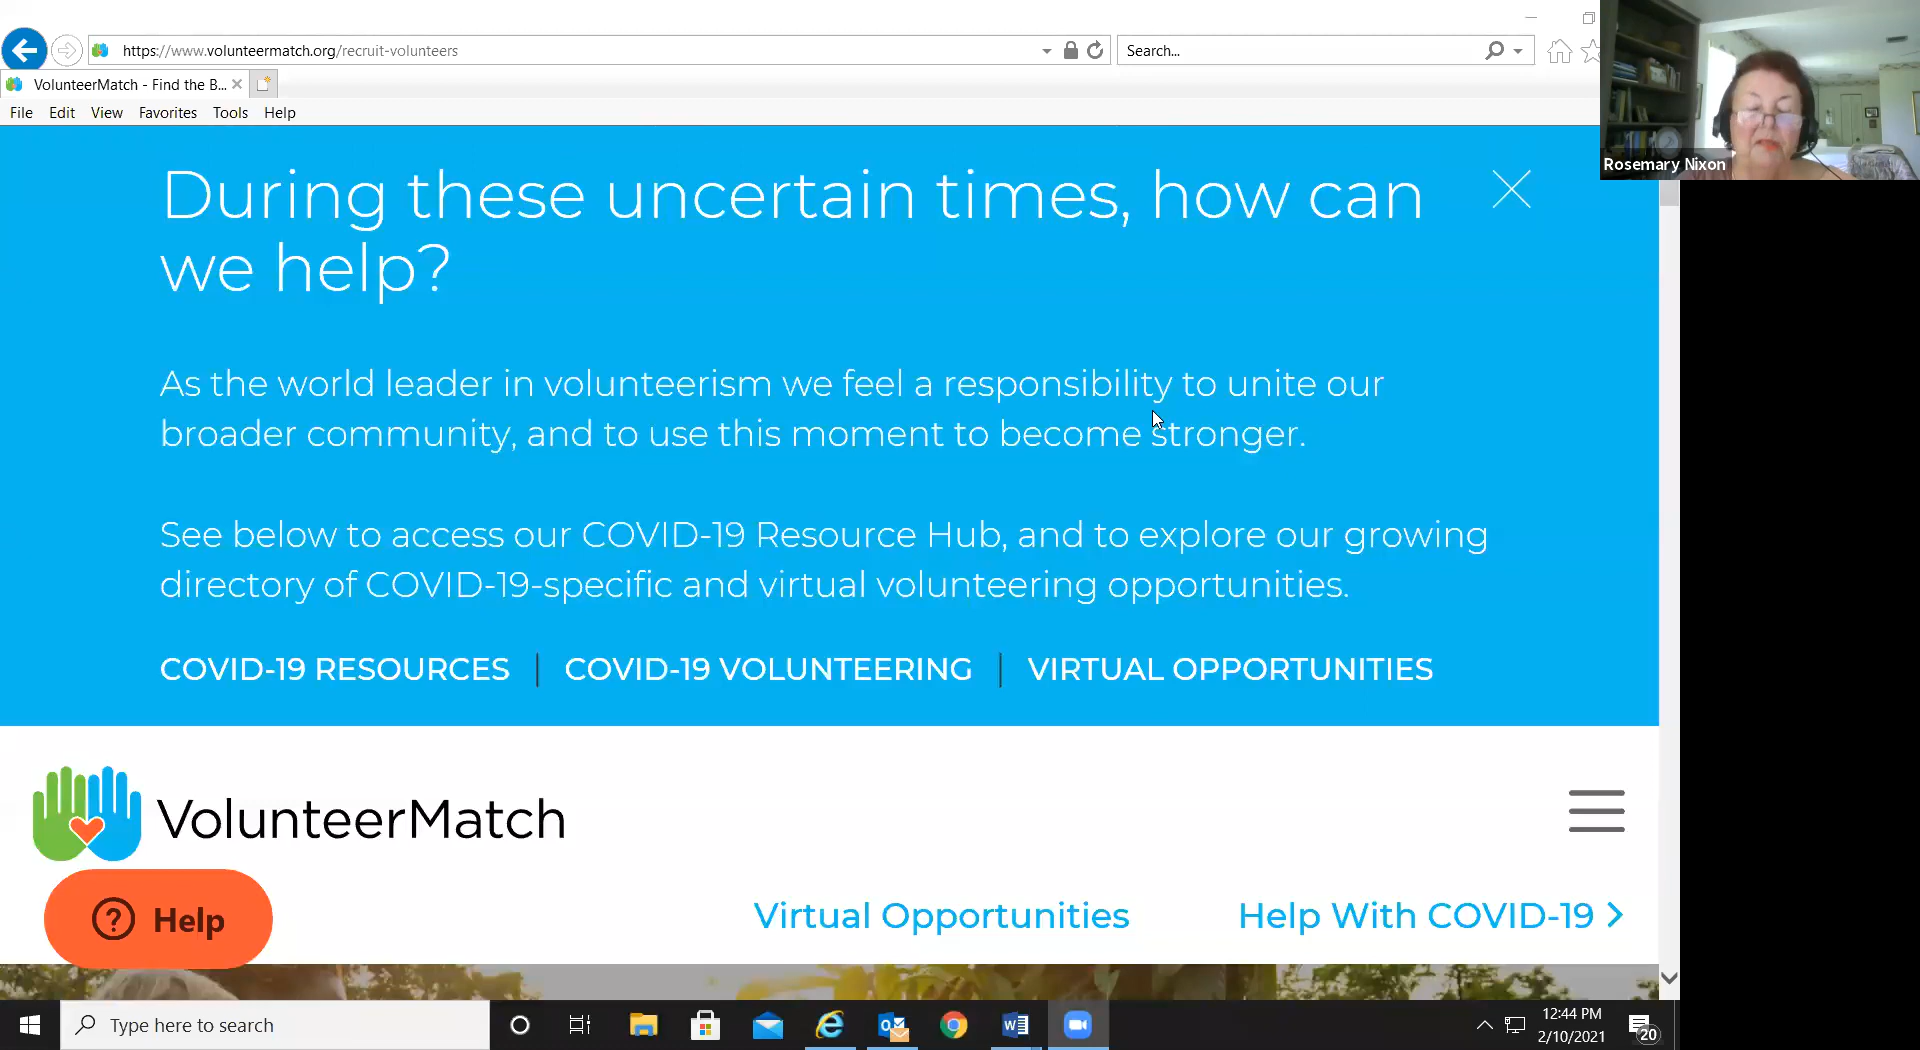 https://www.volunteermatch.org/recruit-volunteers
Search...
VolunteerMatch - Find the B...
File Edit View Favorites Tools Help
Rosemary Nixon
During these uncertain times, how can
we help?
As the world leader in volunteerism we feel a responsibility to unite our
broader community, and to use this moment to become stronger.
See below to access our COVID-19 Resource Hub, and to explore our growing
directory of COVID-19-specific and virtual volunteering opportunities.
COVID-19 RESOURCES | COVID-19 VOLUNTEERING | VIRTUAL OPPORTUNITIES
VolunteerMatch
? Help
Virtual Opportunities Help With COVID-19 >
Type here to search
12:44 PM
2/10/2021
20